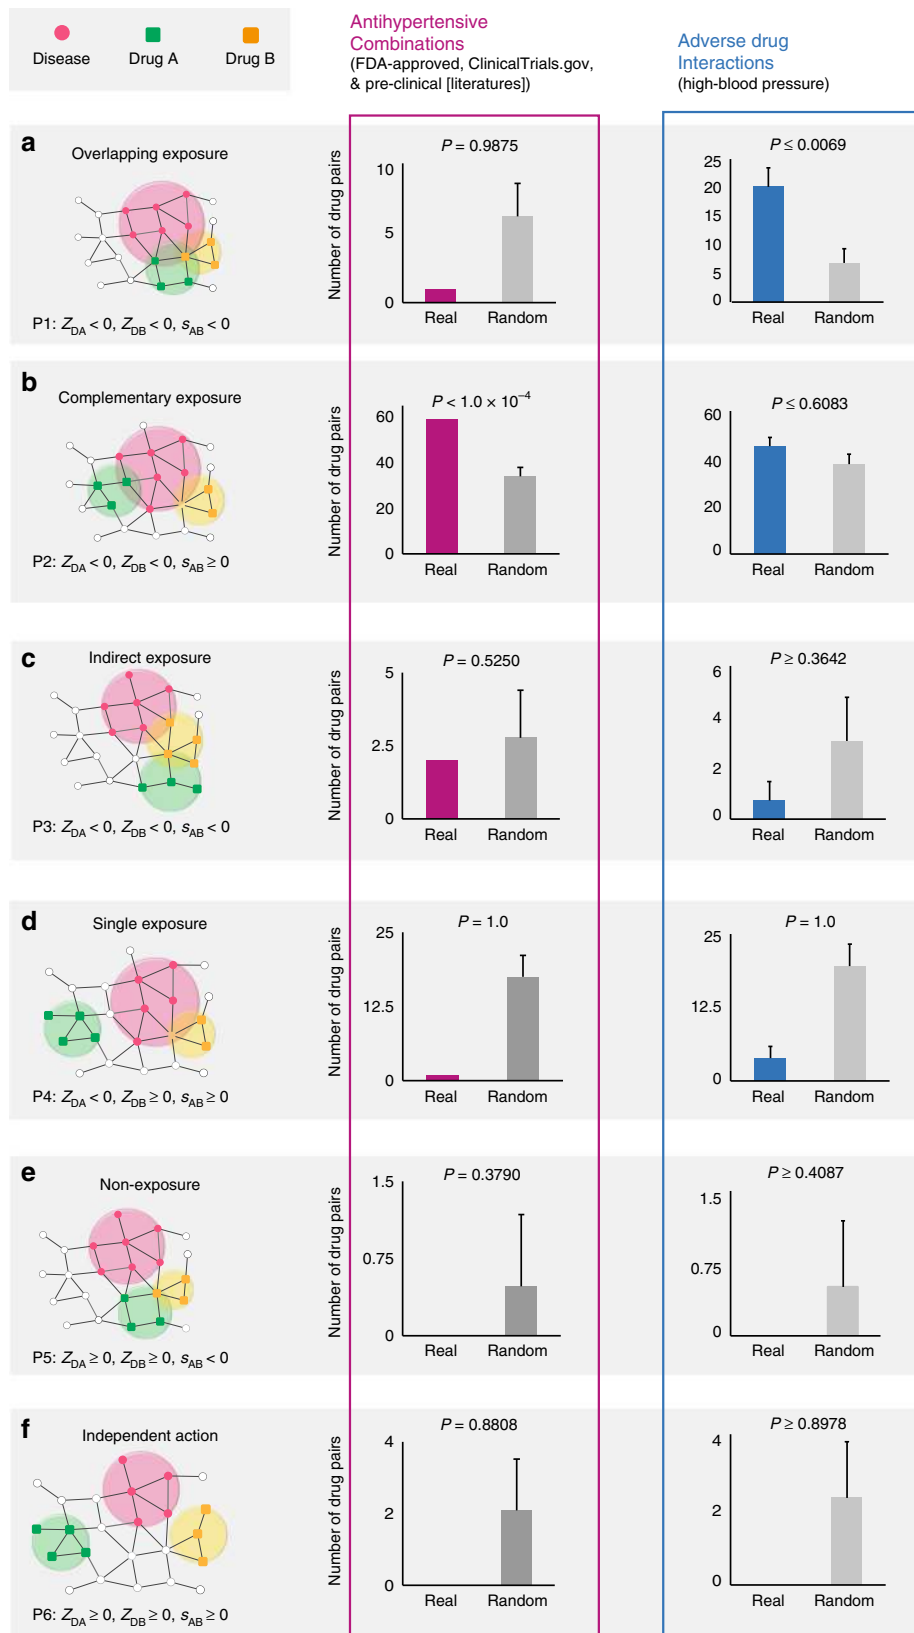 Disease
Drug A
Drug B
Antihypertensive
Combinations
(FDA-approved, ClinicalTrials.gov,
& pre-clinical [literatures])
Adverse drug
Interactions
(high-blood pressure)
a
Overlapping exposure
P1: Z_DA < 0, Z_DB < 0, s_AB < 0
Number of drug pairs
P = 0.9875
10
5
0
Real
Random
P ≤ 0.0069
25
20
15
10
5
0
Real
Random
b
Complementary exposure
P2: Z_DA < 0, Z_DB < 0, s_AB ≥ 0
Number of drug pairs
P < 1.0 × 10⁻⁴
60
40
20
0
Real
Random
P ≤ 0.6083
60
40
20
0
Real
Random
c
Indirect exposure
P3: Z_DA < 0, Z_DB < 0, s_AB < 0
Number of drug pairs
P = 0.5250
5
2.5
0
Real
Random
P ≥ 0.3642
6
4
2
0
Real
Random
d
Single exposure
P4: Z_DA < 0, Z_DB ≥ 0, s_AB ≥ 0
Number of drug pairs
P = 1.0
25
12.5
0
Real
Random
P = 1.0
25
12.5
0
Real
Random
e
Non-exposure
P5: Z_DA ≥ 0, Z_DB ≥ 0, s_AB < 0
Number of drug pairs
P = 0.3790
1.5
0.75
0
Real
Random
P ≥ 0.4087
1.5
0.75
0
Real
Random
f
Independent action
P6: Z_DA ≥ 0, Z_DB ≥ 0, s_AB ≥ 0
Number of drug pairs
P = 0.8808
4
2
0
Real
Random
P ≥ 0.8978
4
2
0
Real
Random